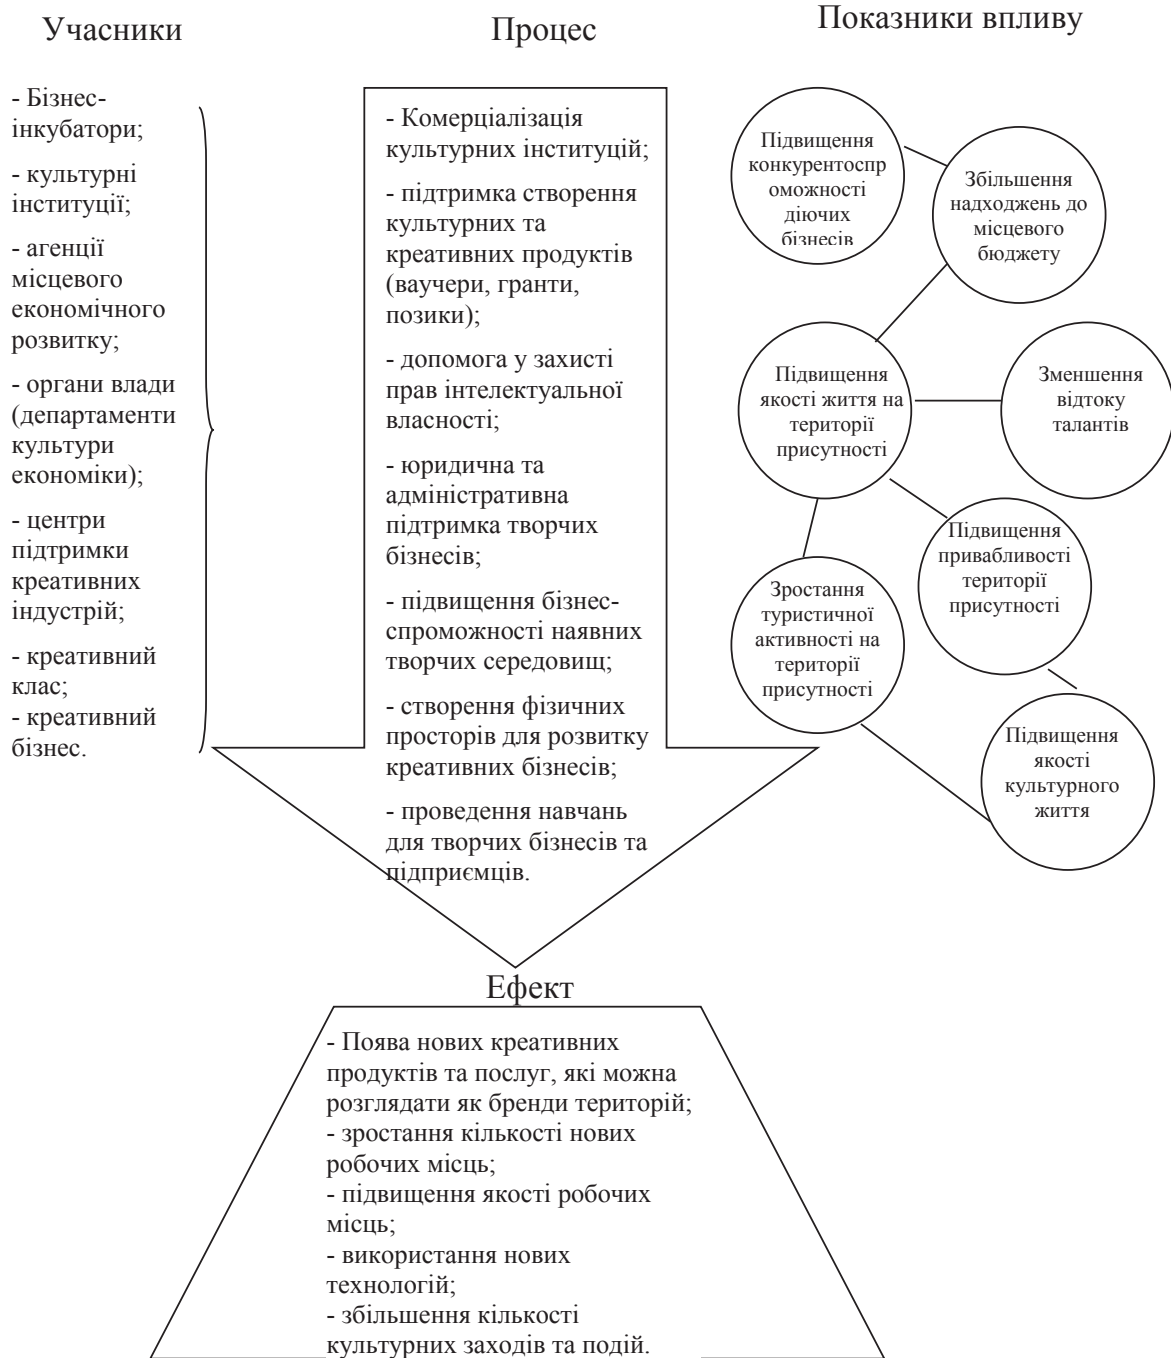 Учасники
- Бізнес-
інкубатори;
- культурні
інституції;
- агенції
місцевого
економічного
розвитку;
- органи влади
(департаменти
культури
економіки);
- центри
підтримки
креативних
індустрій;
- креативний
клас;
- креативний
бізнес.
Процес
- Комерціалізація
культурних інституцій;
- підтримка створення
культурних та
креативних продуктів
(ваучери, гранти,
позики);
- допомога у захисті
прав інтелектуальної
власності;
- юридична та
адміністративна
підтримка творчих
бізнесів;
- підвищення бізнес-
спроможності наявних
творчих середовищ;
- створення фізичних
просторів для розвитку
креативних бізнесів;
- проведення навчань
для творчих бізнесів та
підприємців.
Показники впливу
Підвищення
конкурентоспр
оможності
діючих
бізнесів
Збільшення
надходжень до
місцевого
бюджету
Підвищення
якості життя на
території
присутності
Зменшення
відтоку
талантів
Підвищення
привабливості
території
присутності
Зростання
туристичної
активності на
території
присутності
Підвищення
якості
культурного
життя
Ефект
- Поява нових креативних
продуктів та послуг, які можна
розглядати як бренди територій;
- зростання кількості нових
робочих місць;
- підвищення якості робочих
місць;
- використання нових
технологій;
- збільшення кількості
культурних заходів та подій.